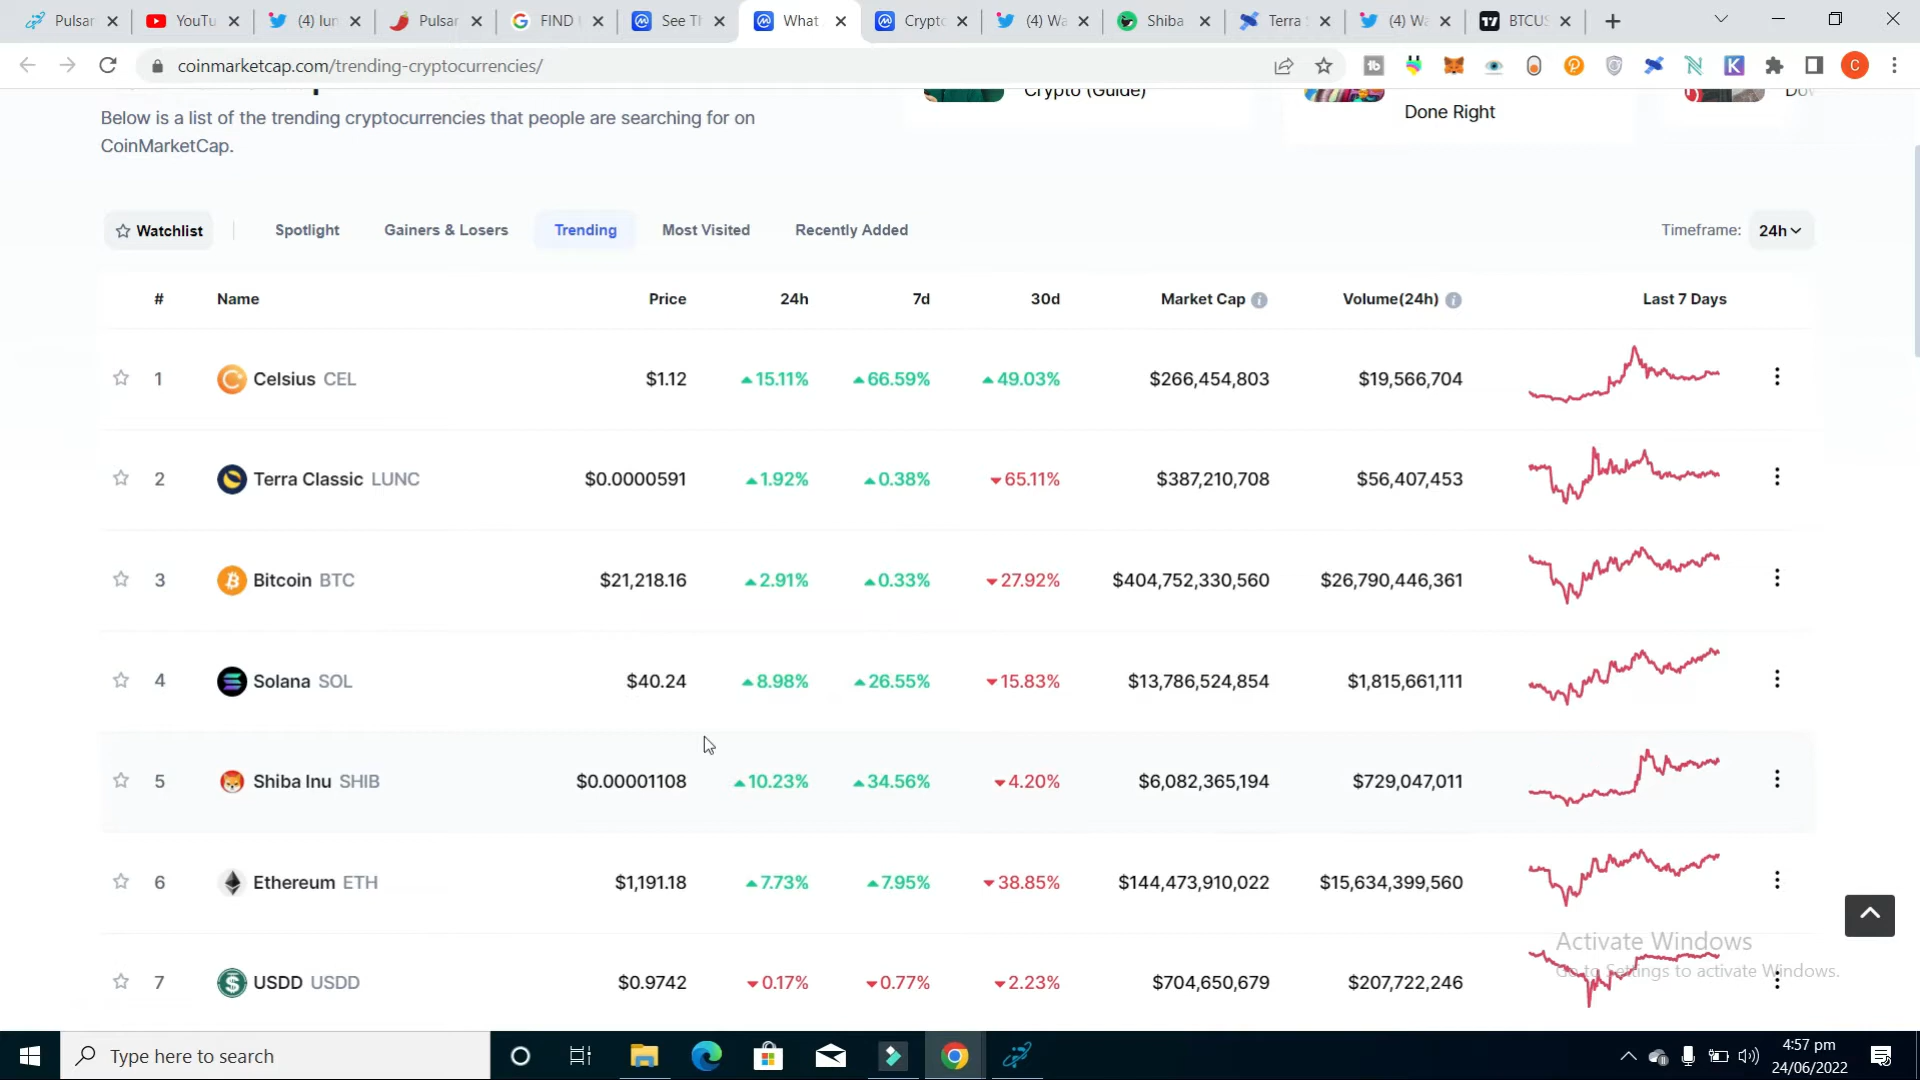 Pulsar
YouTu
(4) lun
Pulsar
FIND
See Th
What
Crypto
(4) Wa
Shiba
Terra
(4) Wa
BTCUS
coinmarketcap.com/trending-cryptocurrencies/
C
Below is a list of the trending cryptocurrencies that people are searching for on
CoinMarketCap.
Crypto (Guide)
Done Right
Watchlist
Spotlight
Gainers & Losers
Trending
Most Visited
Recently Added
Timeframe: 24h
# Name Price 24h 7d 30d Market Cap Volume(24h) Last 7 Days
1 Celsius CEL $1.12 15.11% 66.59% 49.03% $266,454,803 $19,566,704
2 Terra Classic LUNC $0.0000591 1.92% 0.38% 65.11% $387,210,708 $56,407,453
3 Bitcoin BTC $21,218.16 2.91% 0.33% 27.92% $404,752,330,560 $26,790,446,361
4 Solana SOL $40.24 8.98% 26.55% 15.83% $13,786,524,854 $1,815,661,111
5 Shiba Inu SHIB $0.00001108 10.23% 34.56% 4.20% $6,082,365,194 $729,047,011
6 Ethereum ETH $1,191.18 7.73% 7.95% 38.85% $144,473,910,022 $15,634,399,560
7 USDD USDD $0.9742 0.17% 0.77% 2.23% $704,650,679 $207,722,246
Activate Windows
Go to Settings to activate Windows.
Type here to search
4:57 pm
24/06/2022